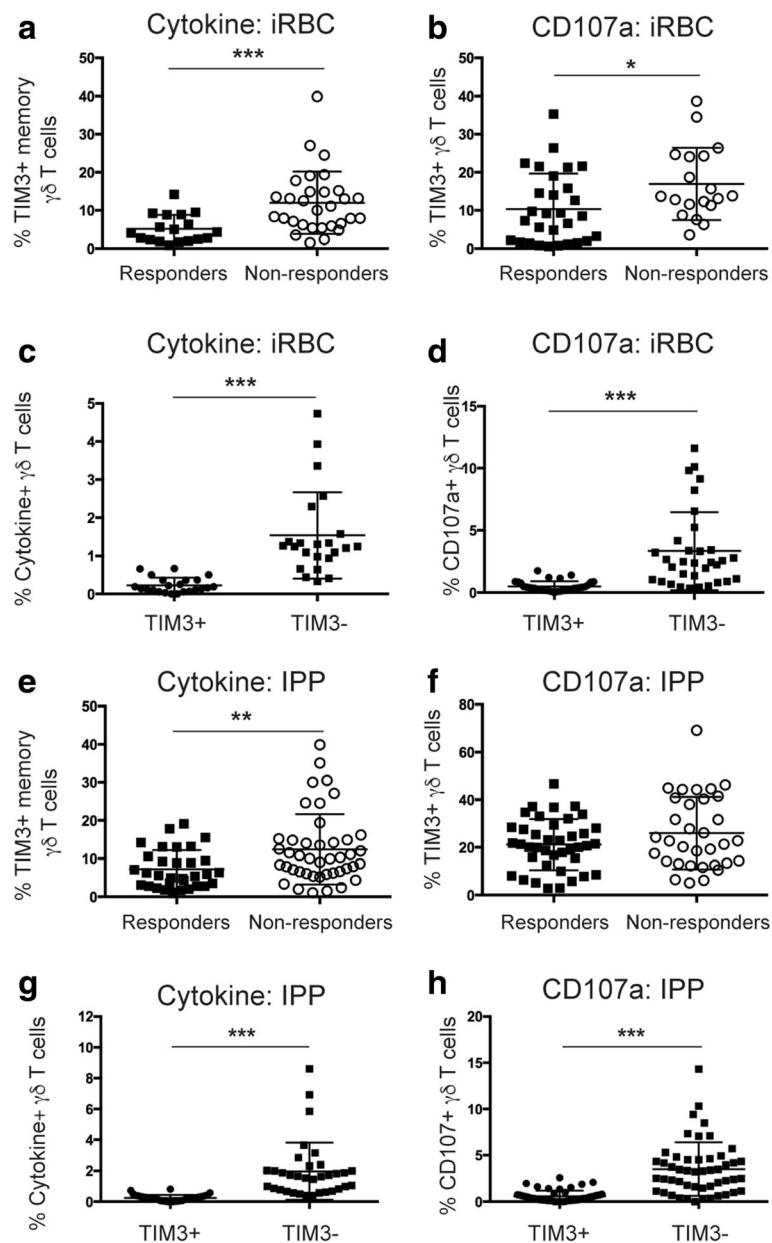 a
Cytokine: iRBC
% TIM3+ memory
γδ T cells
50
40
30
20
10
0
***
Responders
Non-responders
b
CD107a: iRBC
% TIM3+ γδ T cells
50
40
30
20
10
0
*
Responders
Non-responders
c
Cytokine: iRBC
% Cytokine+ γδ T cells
5
4
3
2
1
0
***
TIM3+
TIM3-
d
CD107a: iRBC
% CD107a+ γδ T cells
15
10
5
0
***
TIM3+
TIM3-
e
Cytokine: IPP
% TIM3+ memory
γδ T cells
50
40
30
20
10
0
**
Responders
Non-responders
f
CD107a: IPP
% TIM3+ γδ T cells
80
60
40
20
0
Responders
Non-responders
g
Cytokine: IPP
% Cytokine+ γδ T cells
12
10
8
6
4
2
0
***
TIM3+
TIM3-
h
CD107a: IPP
% CD107+ γδ T cells
20
15
10
5
0
***
TIM3+
TIM3-